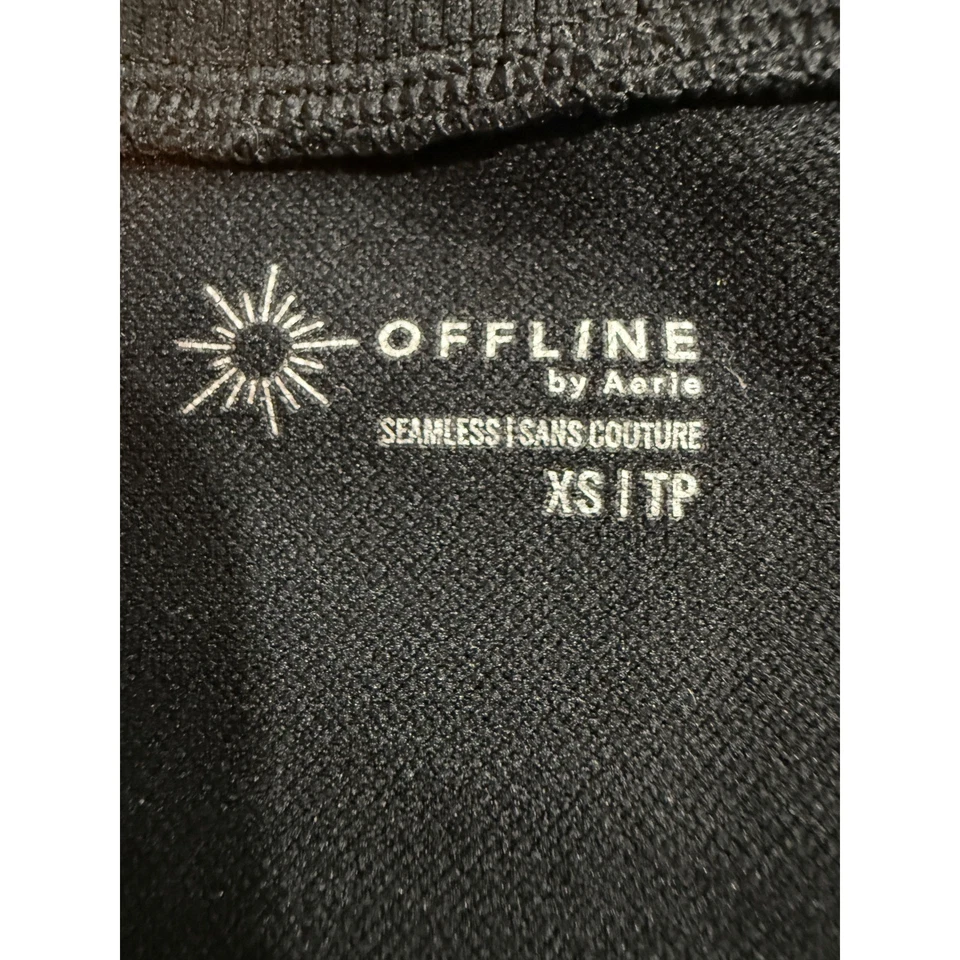 OFFLINE
by Aerie
SEAMLESS | SANS COUTURE
XS | TP